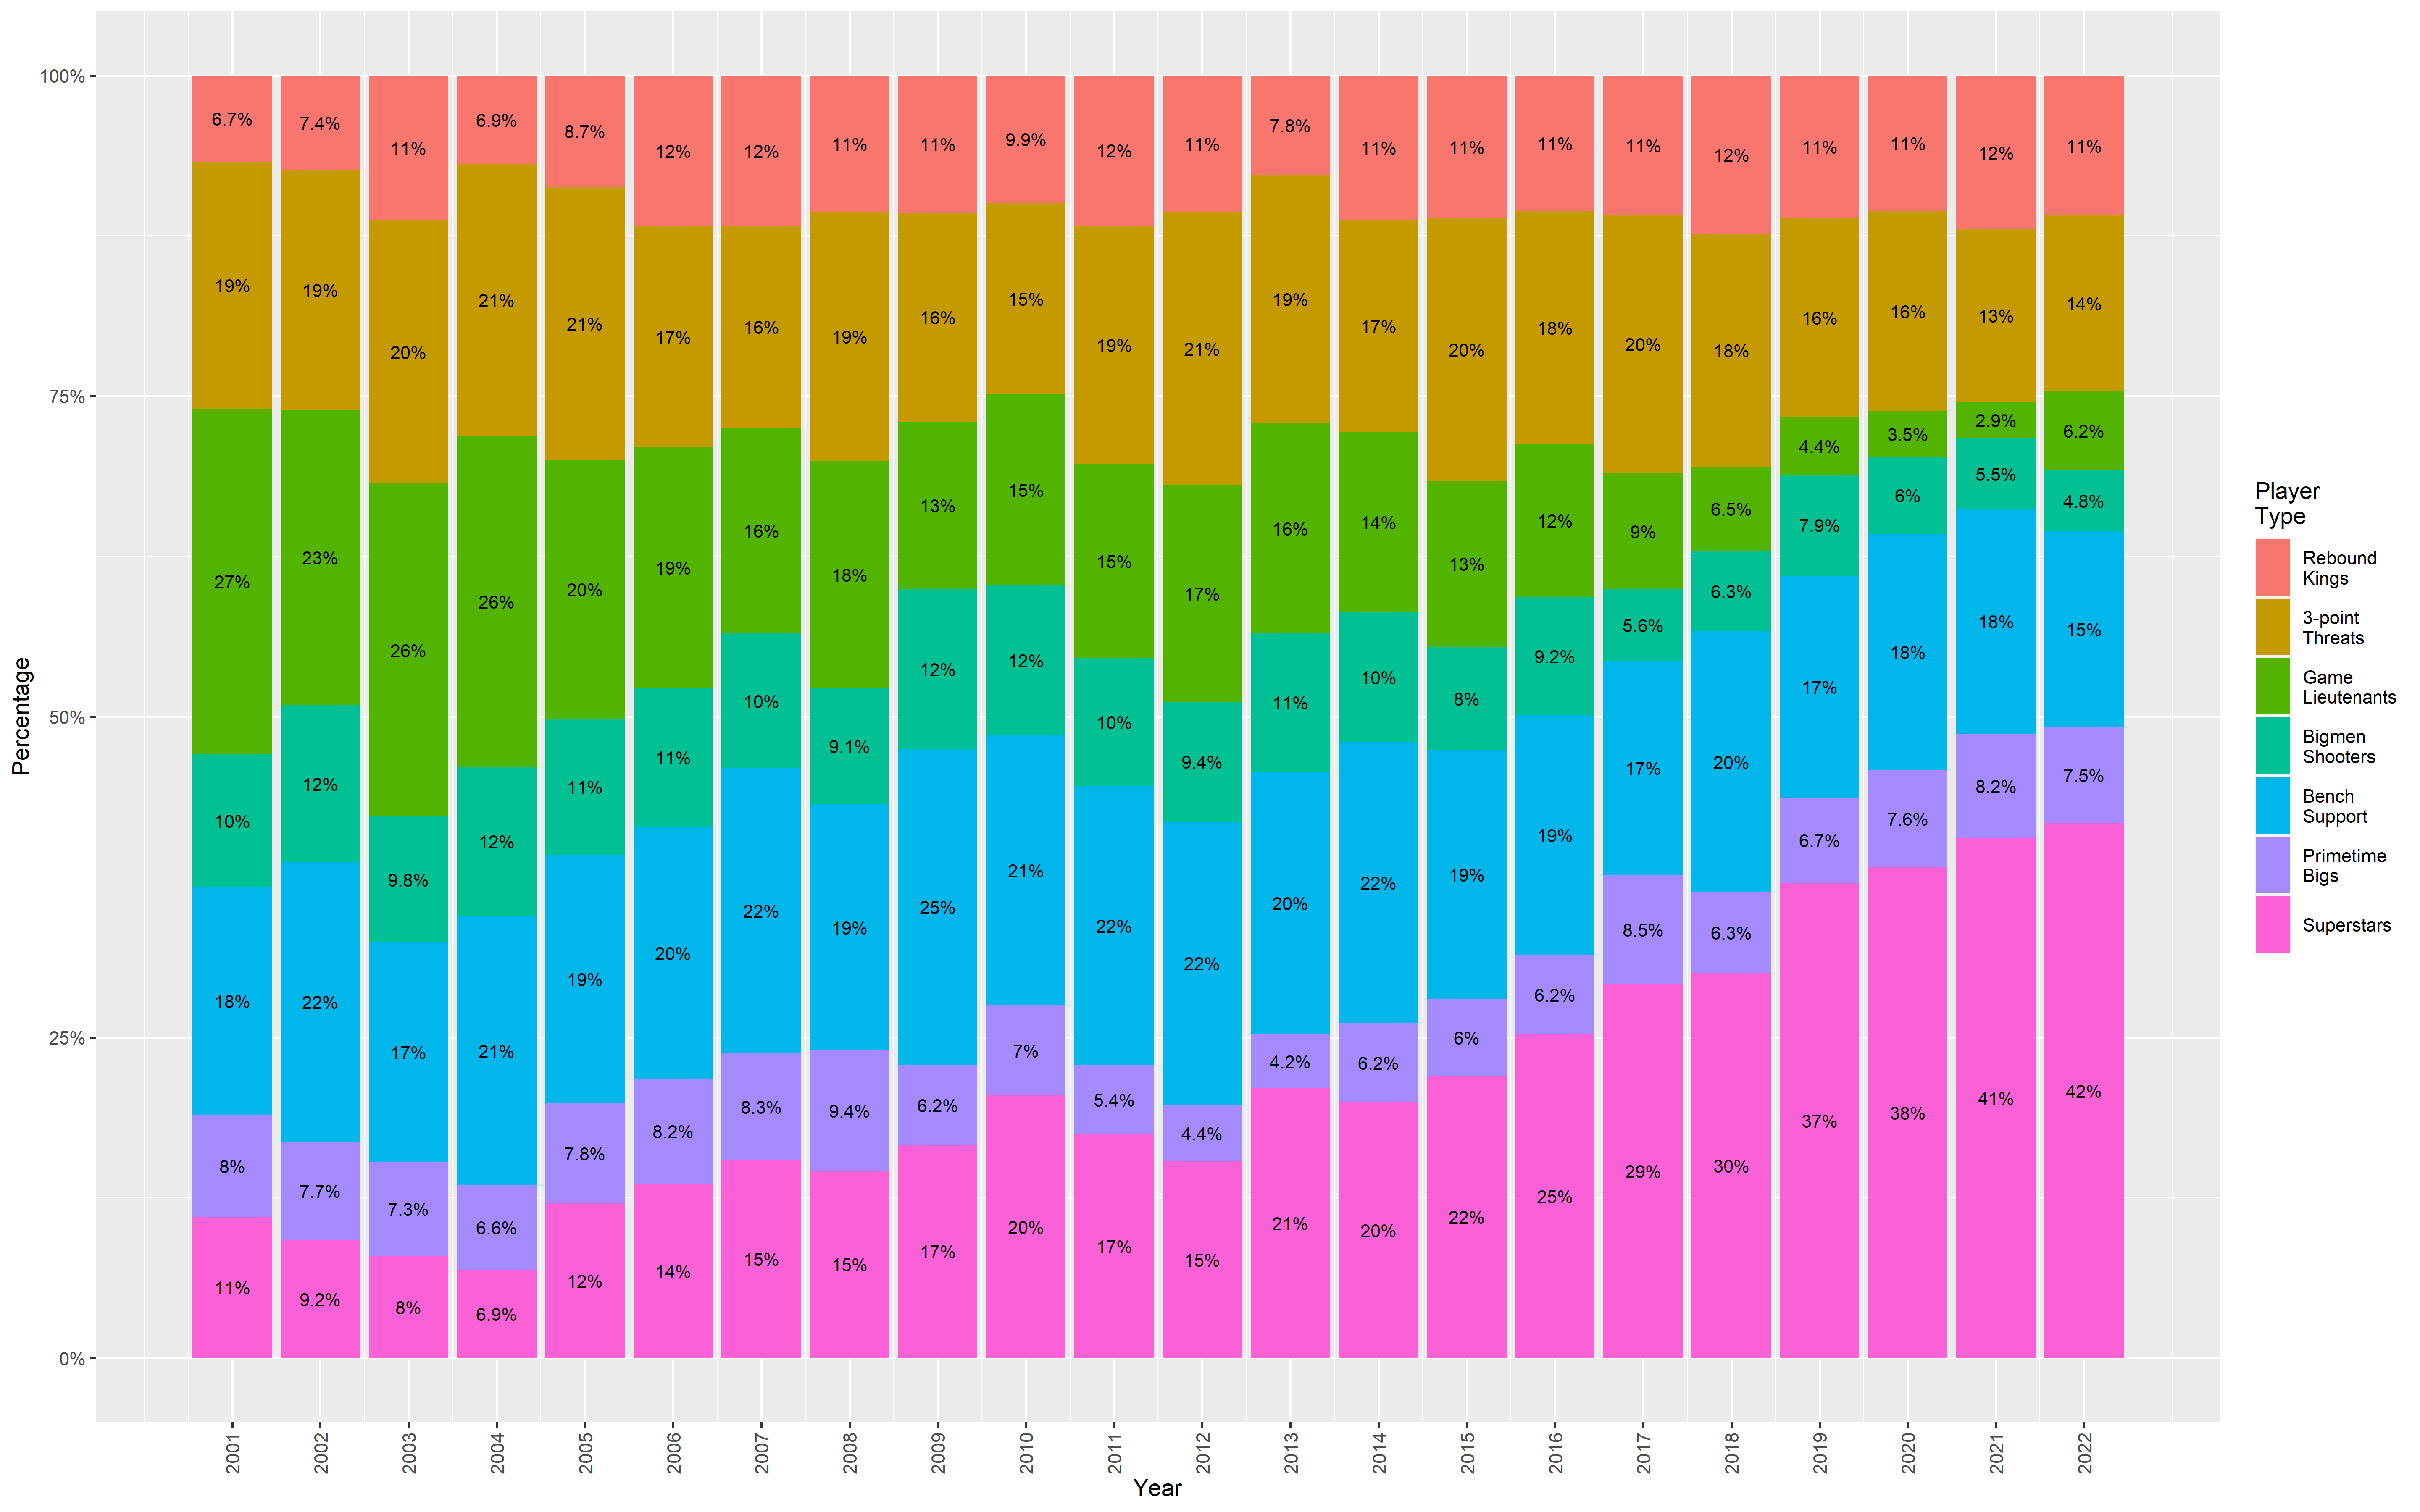 100%
75%
50%
25%
0%
Percentage
6.7% 7.4% 11% 6.9% 8.7% 12% 12% 11% 11% 9.9% 12% 11% 7.8% 11% 11% 11% 11% 12% 11% 11% 12% 11%
19% 19% 20% 21% 21% 17% 16% 19% 16% 15% 19% 21% 19% 17% 20% 18% 20% 18% 16% 16% 13% 14%
27% 23% 26% 26% 20% 19% 16% 18% 13% 15% 15% 17% 16% 14% 13% 12% 9% 6.5% 4.4% 3.5% 2.9% 6.2%
10% 12% 9.8% 12% 11% 11% 10% 9.1% 12% 12% 10% 9.4% 11% 10% 8% 9.2% 5.6% 6.3% 7.9% 6% 5.5% 4.8%
18% 22% 17% 21% 19% 20% 22% 19% 25% 21% 22% 22% 20% 22% 19% 19% 17% 20% 17% 18% 18% 15%
8% 7.7% 7.3% 6.6% 7.8% 8.2% 8.3% 9.4% 6.2% 7% 5.4% 4.4% 4.2% 6.2% 6% 6.2% 8.5% 6.3% 6.7% 7.6% 8.2% 7.5%
11% 9.2% 8% 6.9% 12% 14% 15% 15% 17% 20% 17% 15% 21% 20% 22% 25% 29% 30% 37% 38% 41% 42%
2001 2002 2003 2004 2005 2006 2007 2008 2009 2010 2011 2012 2013 2014 2015 2016 2017 2018 2019 2020 2021 2022
Year
Player
Type
Rebound
Kings
3-point
Threats
Game
Lieutenants
Bigmen
Shooters
Bench
Support
Primetime
Bigs
Superstars